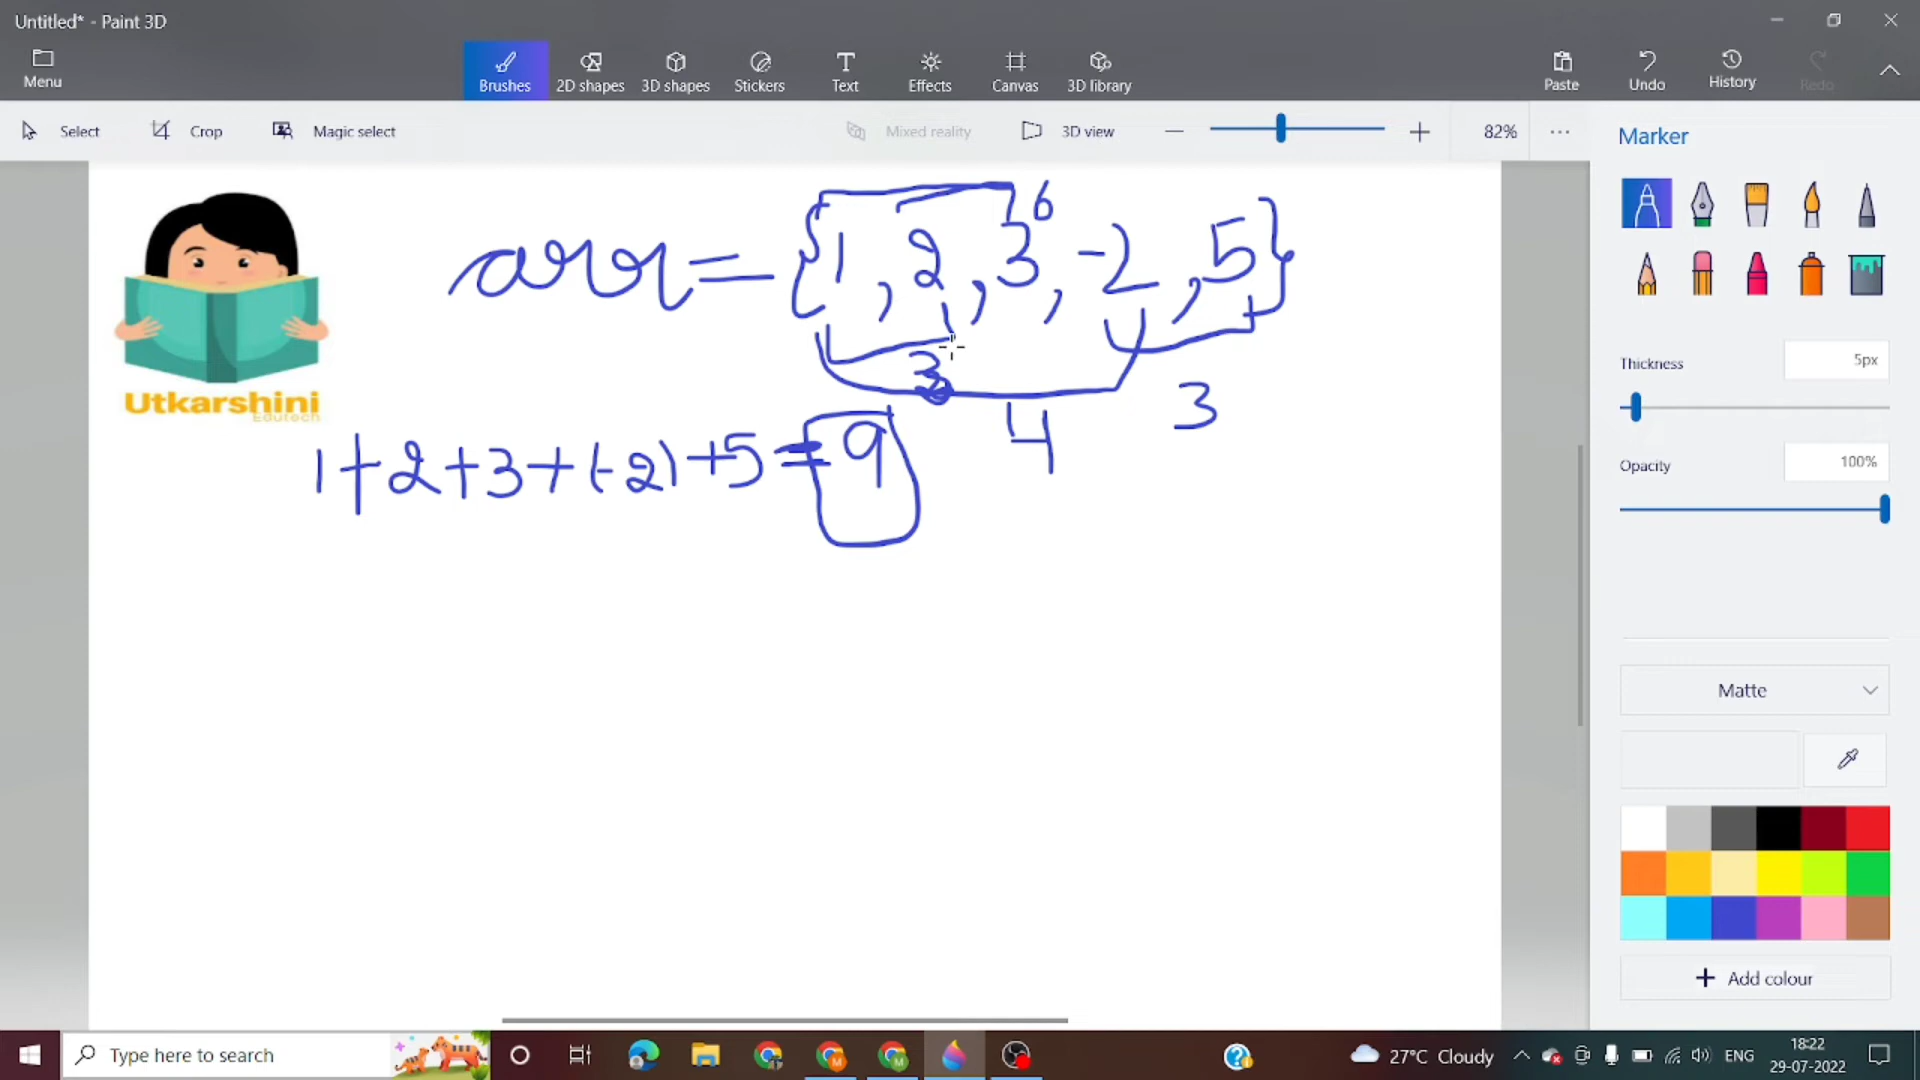 Untitled* - Paint 3D
Menu
Brushes
2D shapes
3D shapes
Stickers
Text
Effects
Canvas
3D library
Paste
Undo
History
Redo
Select
Crop
Magic select
Mixed reality
3D view
82%
Marker
6
arr={1,2,3,-2,5}
Thickness 5px
3
4
3
Utkarshini
Edutech
1+2+3+(-2)+5=9
Opacity 100%
Matte
Add colour
Type here to search
27°C Cloudy
ENG
18:22
29-07-2022